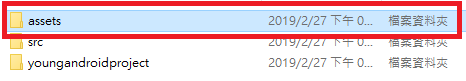 assets 2019/2/27 下午 0... 檔案資料夾
src 2019/2/27 下午 0... 檔案資料夾
youngandroidproject 2019/2/27 下午 0... 檔案資料夾